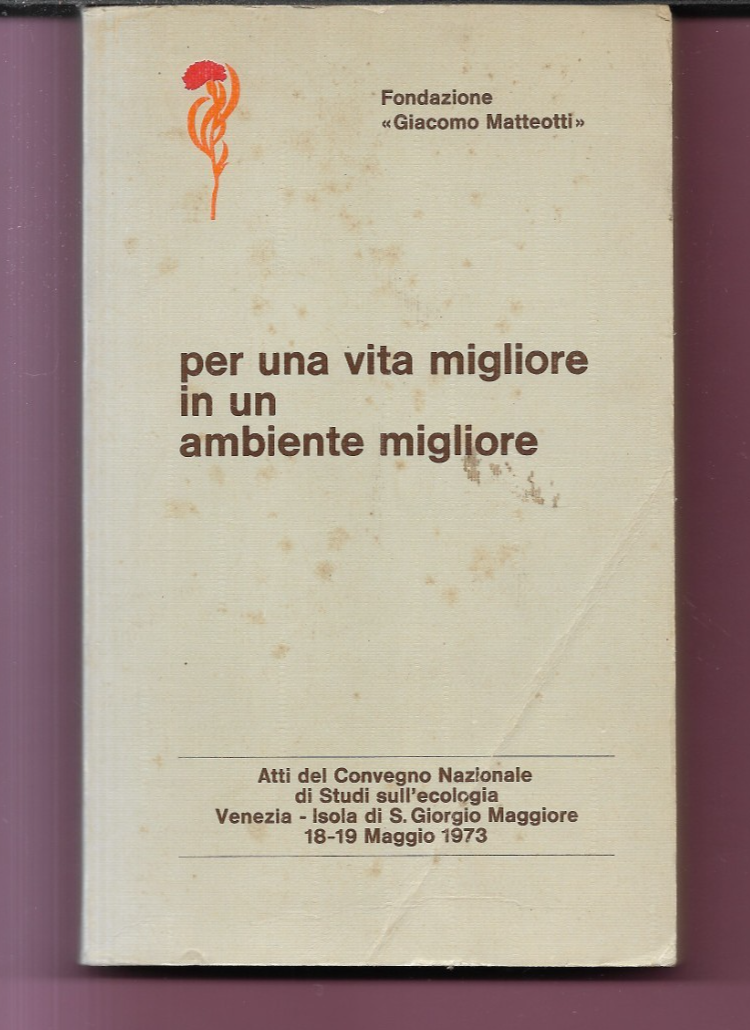 Fondazione
«Giacomo Matteotti»
per una vita migliore
in un
ambiente migliore
Atti del Convegno Nazionale
di Studi sull'ecologia
Venezia - Isola di S. Giorgio Maggiore
18-19 Maggio 1973